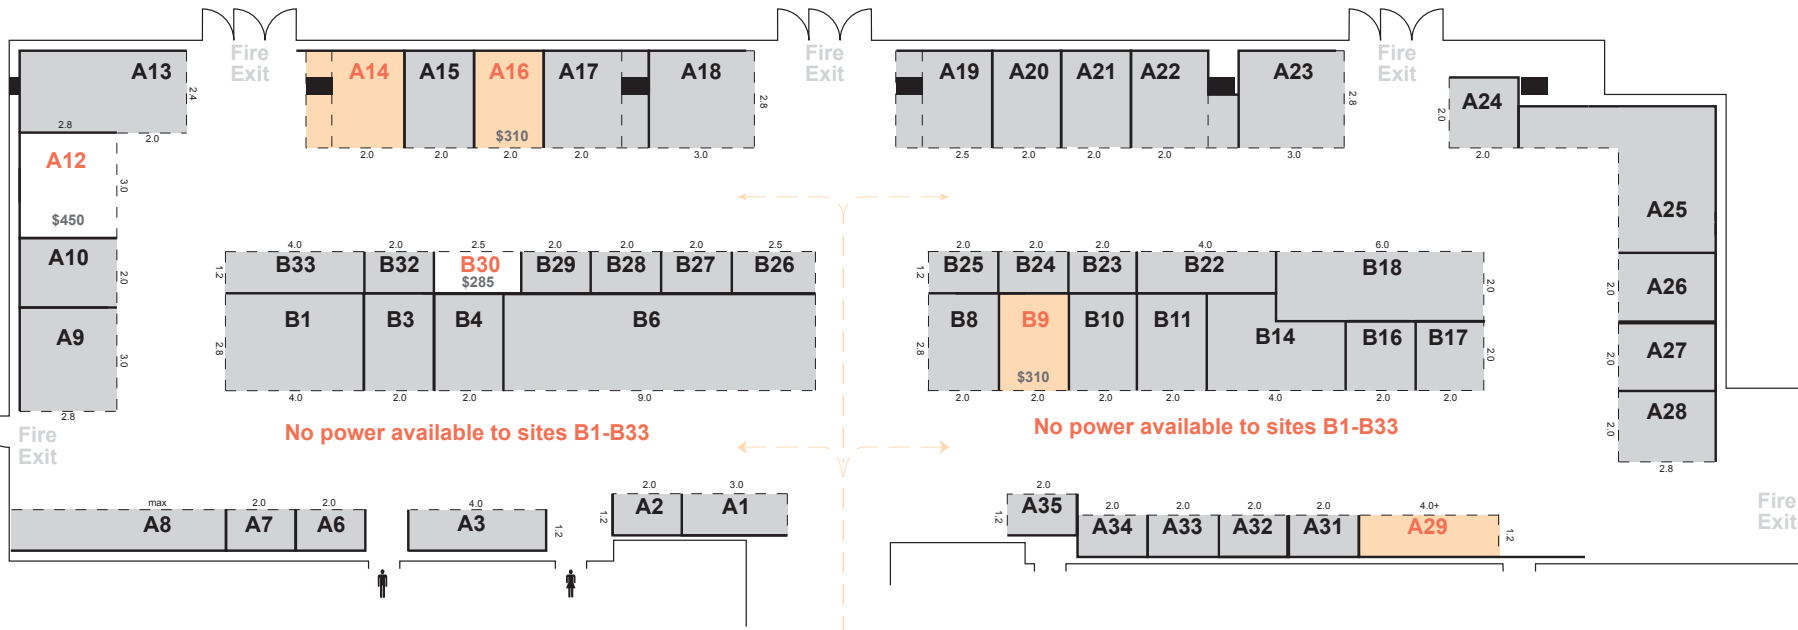 Fire
Exit
Fire
Exit
Fire
Exit
A13
2.4
2.8
2.0
A14
A15
A16
A17
A18
$310
2.0
2.0
2.0
2.0
3.0
2.8
A19
A20
A21
A22
A23
2.5
2.0
2.0
2.0
3.0
2.8
A24
2.0
2.0
A12
3.0
$450
A10
2.0
A9
3.0
2.8
Fire
Exit
4.0
2.0
2.5
2.0
2.0
2.0
2.5
1.2
B33
B32
B30
B29
B28
B27
B26
$285
B1
B3
B4
B6
2.8
4.0
2.0
2.0
9.0
No power available to sites B1-B33
2.0
2.0
2.0
4.0
6.0
1.2
B25
B24
B23
B22
B18
2.0
B8
B9
B10
B11
B14
B16
B17
2.8
$310
2.0
2.0
2.0
2.0
2.0
4.0
2.0
2.0
No power available to sites B1-B33
A25
A26
2.0
A27
2.0
A28
2.0
2.8
Fire
Exit
max
2.0
2.0
A8
A7
A6
4.0
A3
1.2
2.0
3.0
1.2
A2
A1
2.0
1.2
A35
2.0
2.0
2.0
2.0
4.0+
A34
A33
A32
A31
A29
1.2